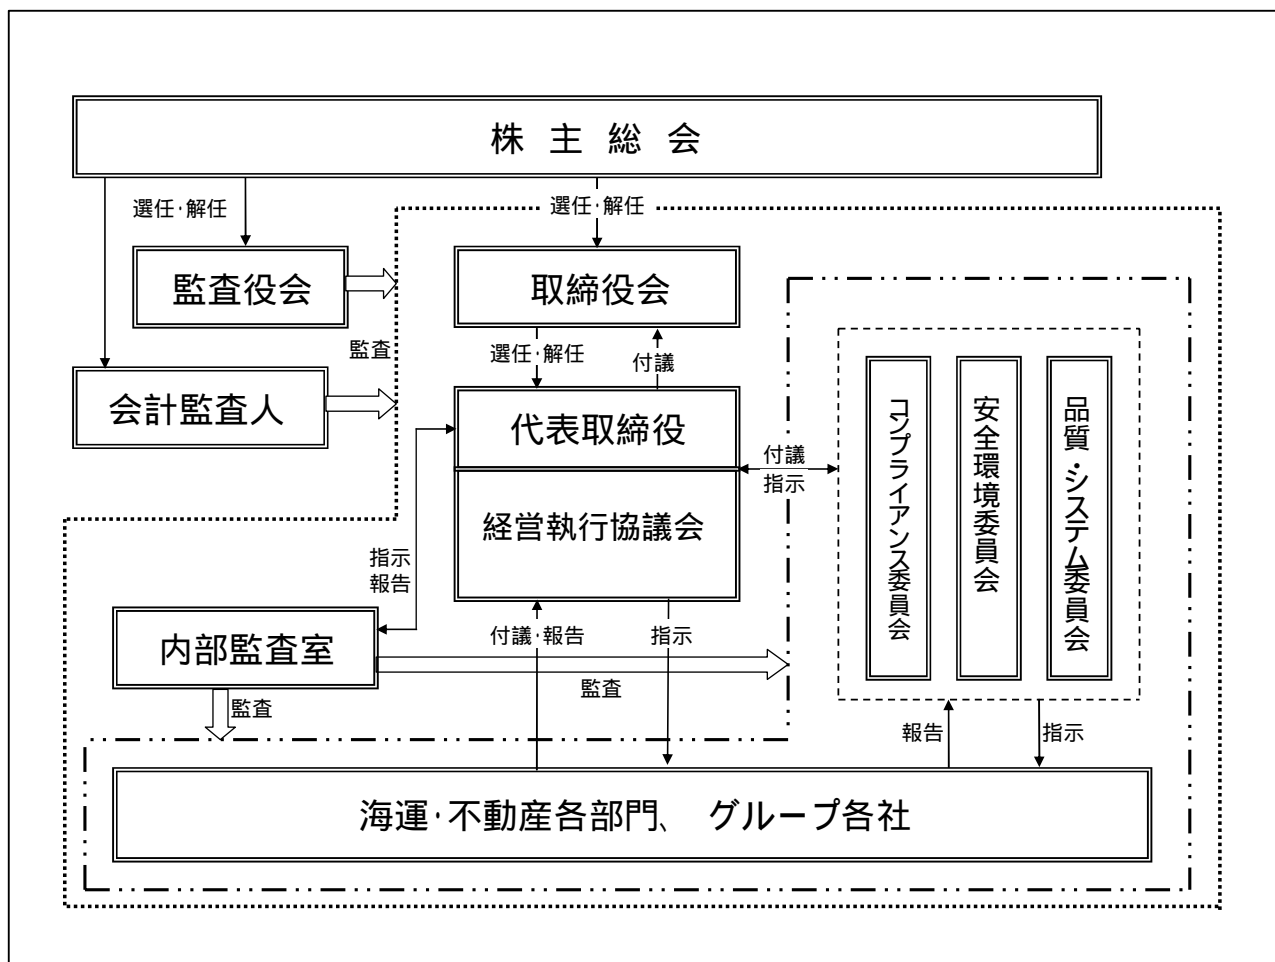 株主総会
選任・解任
選任・解任
監査役会
取締役会
監査
選任・解任
付議
会計監査人
代表取締役
経営執行協議会
付議
指示
コンプライアンス委員会
安全環境委員会
品質・システム委員会
指示
報告
内部監査室
付議・報告
指示
監査
監査
報告
指示
海運・不動産各部門、グループ各社